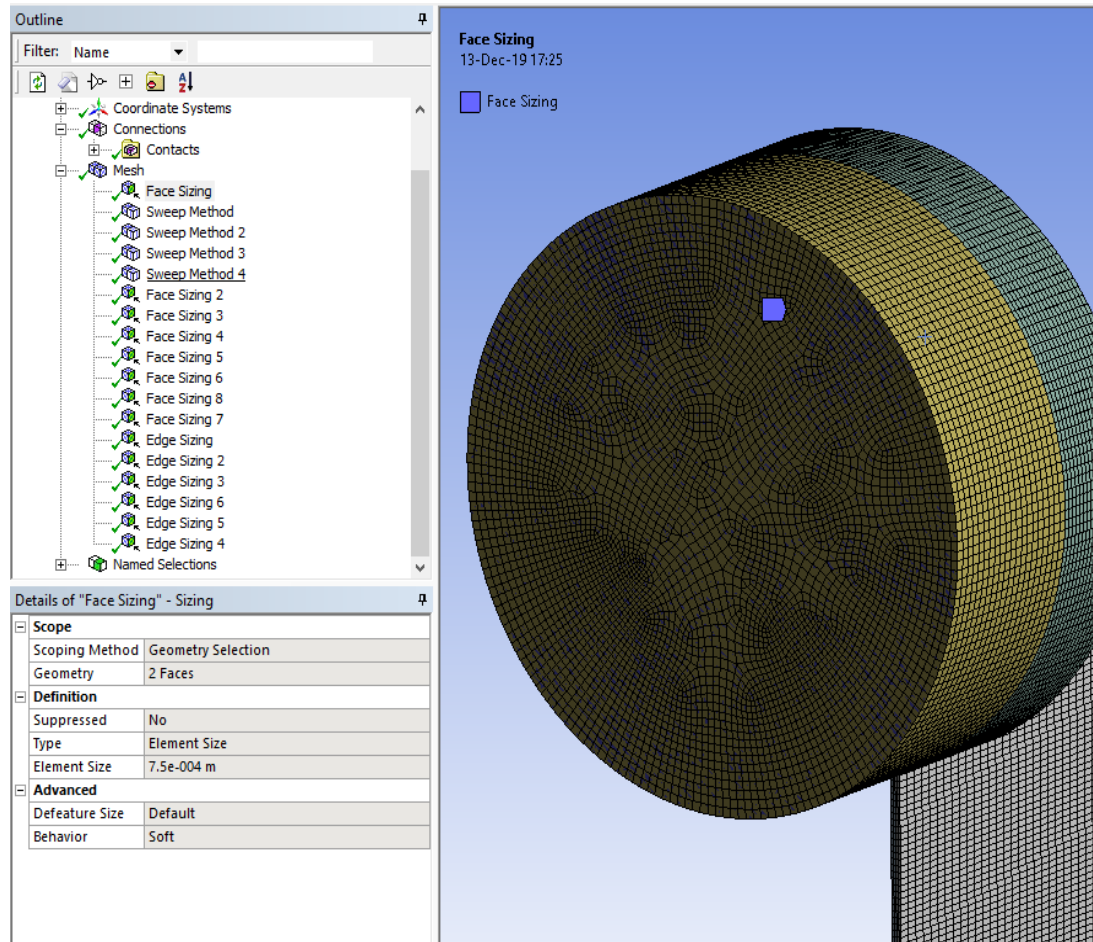 Outline
Filter: Name
Coordinate Systems
Connections
Contacts
Mesh
Face Sizing
Sweep Method
Sweep Method 2
Sweep Method 3
Sweep Method 4
Face Sizing 2
Face Sizing 3
Face Sizing 4
Face Sizing 5
Face Sizing 6
Face Sizing 8
Face Sizing 7
Edge Sizing
Edge Sizing 2
Edge Sizing 3
Edge Sizing 6
Edge Sizing 5
Edge Sizing 4
Named Selections
Details of "Face Sizing" - Sizing
Scope
Scoping Method Geometry Selection
Geometry 2 Faces
Definition
Suppressed No
Type Element Size
Element Size 7.5e-004 m
Advanced
Defeature Size Default
Behavior Soft
Face Sizing
13-Dec-19 17:25
Face Sizing